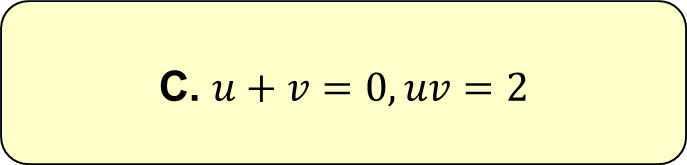 C. u + v = 0, uv = 2